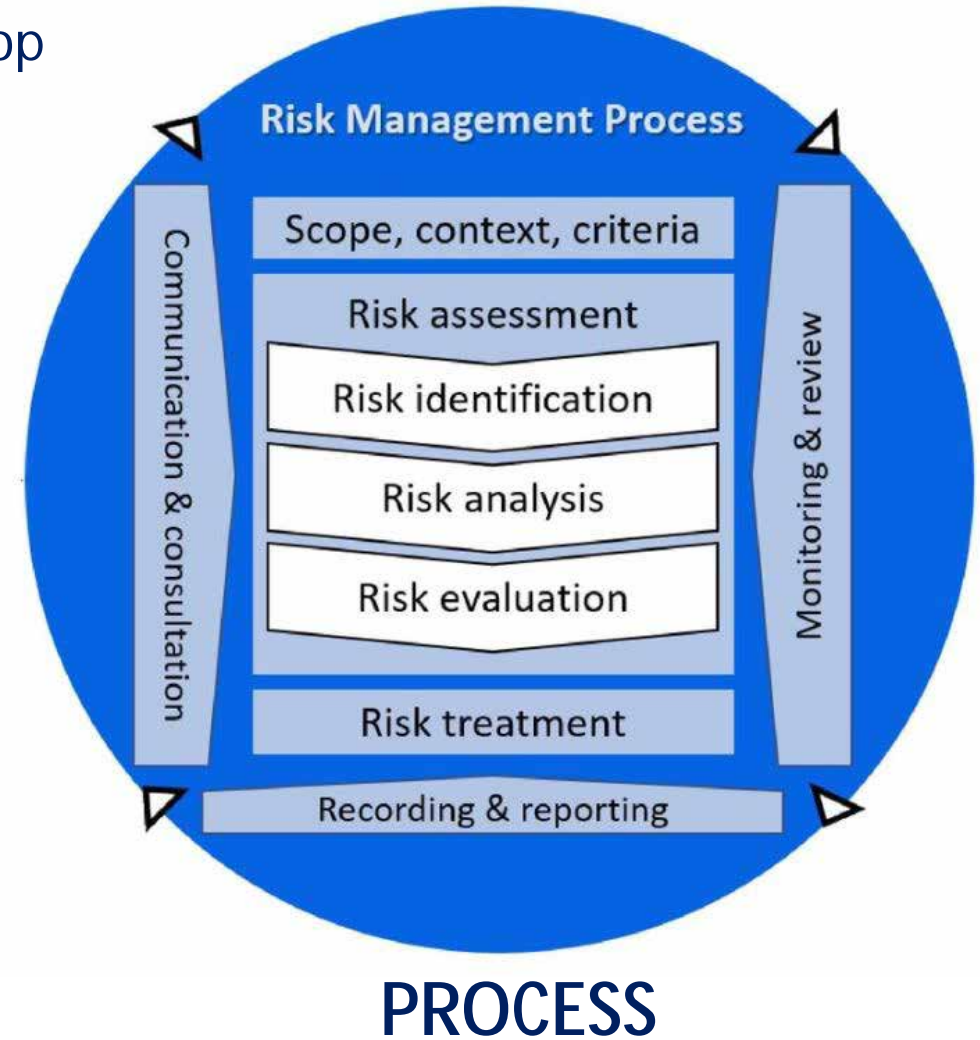 op
Risk Management Process
Scope, context, criteria
Risk assessment
Risk identification
Risk analysis
Risk evaluation
Risk treatment
Recording & reporting
Communication & consultation
Monitoring & review
PROCESS